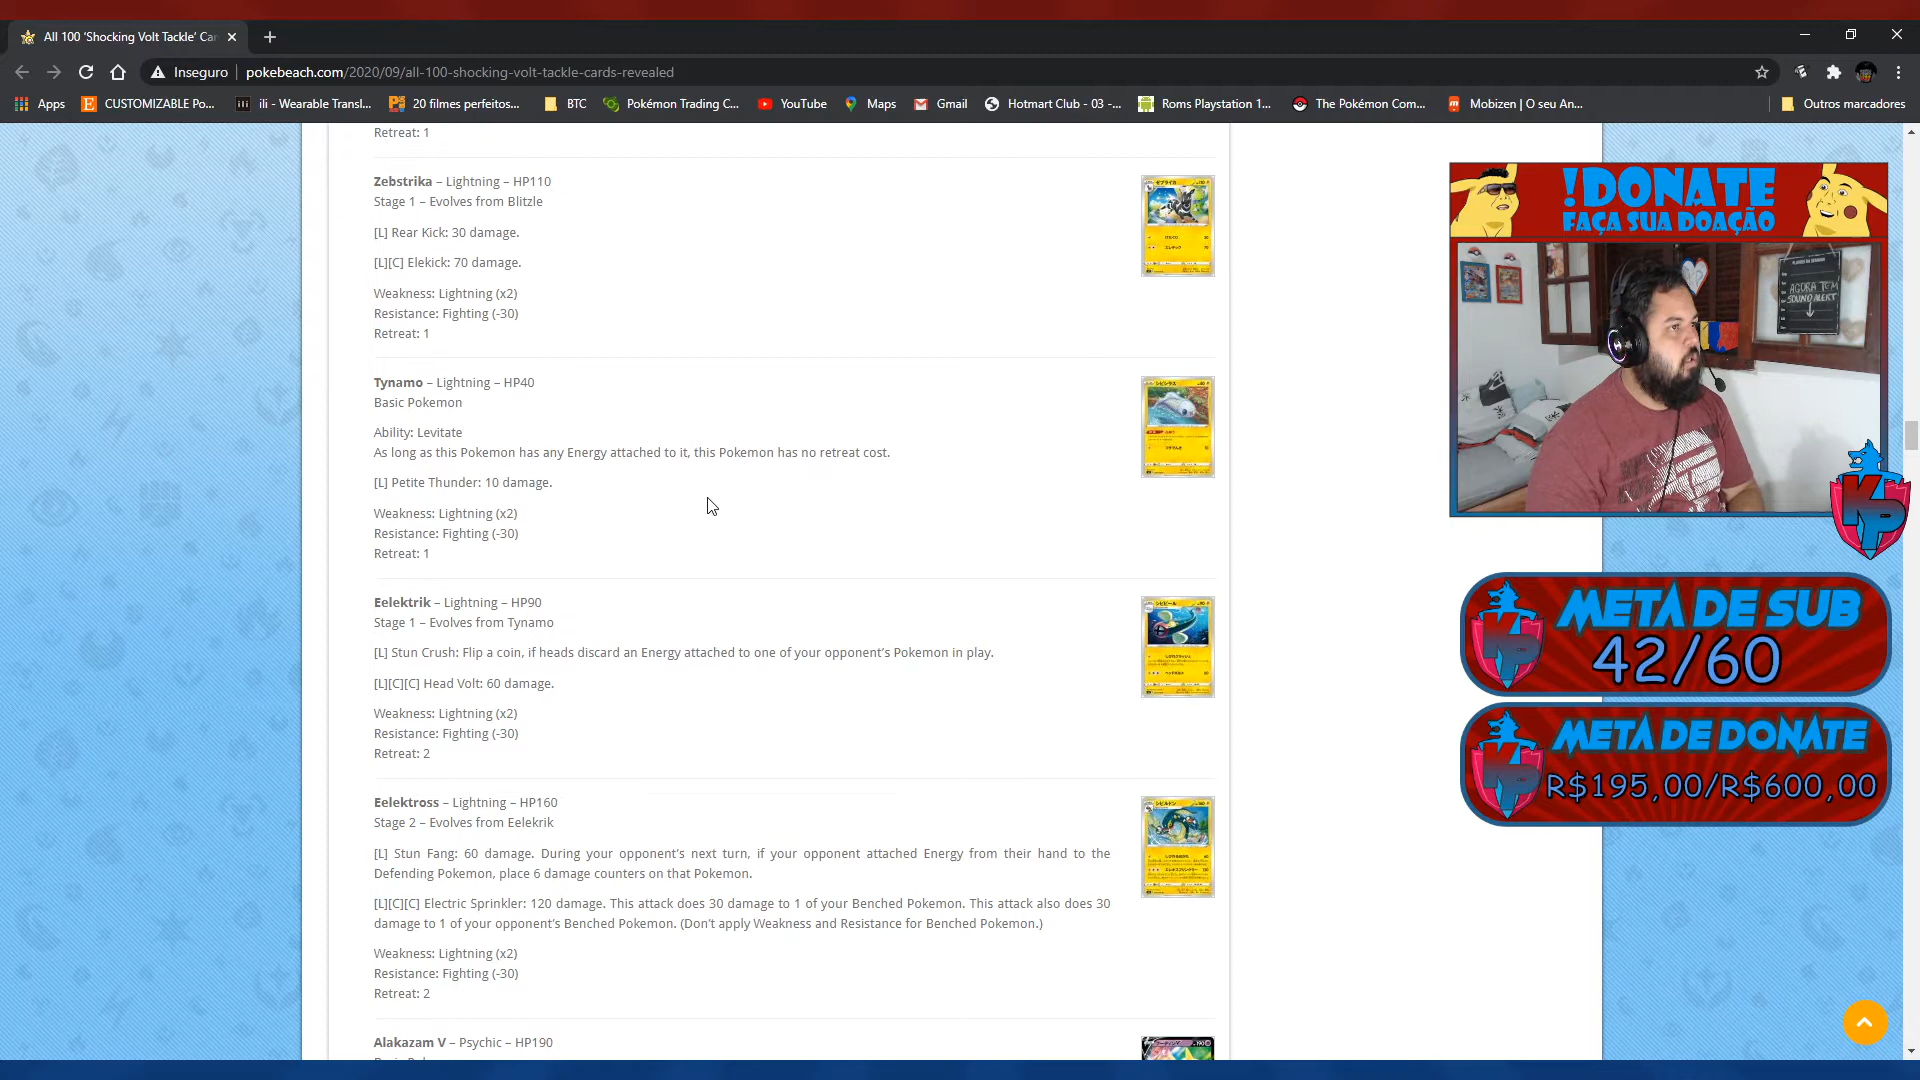 All 100 'Shocking Volt Tackle' Car
Inseguro
pokebeach.com/2020/09/all-100-shocking-volt-tackle-cards-revealed
Apps
CUSTOMIZABLE Po...
ili - Wearable Transl...
20 filmes perfeitos...
BTC
Pokémon Trading C...
YouTube
Maps
Gmail
Hotmart Club - 03 -...
Roms Playstation 1...
The Pokémon Com...
Mobizen | O seu An...
Outros marcadores
Retreat: 1
Zebstrika – Lightning – HP110
Stage 1 – Evolves from Blitzle
[L] Rear Kick: 30 damage.
[L][C] Elekick: 70 damage.
Weakness: Lightning (x2)
Resistance: Fighting (-30)
Retreat: 1
Tynamo – Lightning – HP40
Basic Pokemon
Ability: Levitate
As long as this Pokemon has any Energy attached to it, this Pokemon has no retreat cost.
[L] Petite Thunder: 10 damage.
Weakness: Lightning (x2)
Resistance: Fighting (-30)
Retreat: 1
Eelektrik – Lightning – HP90
Stage 1 – Evolves from Tynamo
[L] Stun Crush: Flip a coin, if heads discard an Energy attached to one of your opponent's Pokemon in play.
[L][C][C] Head Volt: 60 damage.
Weakness: Lightning (x2)
Resistance: Fighting (-30)
Retreat: 2
Eelektross – Lightning – HP160
Stage 2 – Evolves from Eelekrik
[L] Stun Fang: 60 damage. During your opponent's next turn, if your opponent attached Energy from their hand to the
Defending Pokemon, place 6 damage counters on that Pokemon.
[L][C][C] Electric Sprinkler: 120 damage. This attack does 30 damage to 1 of your Benched Pokemon. This attack also does 30
damage to 1 of your opponent's Benched Pokemon. (Don't apply Weakness and Resistance for Benched Pokemon.)
Weakness: Lightning (x2)
Resistance: Fighting (-30)
Retreat: 2
Alakazam V – Psychic – HP190
!DONATE
FAÇA SUA DOAÇÃO
AGORA TEM
SOUND ALERT
KP
META DE SUB
42/60
META DE DONATE
R$195,00/R$600,00